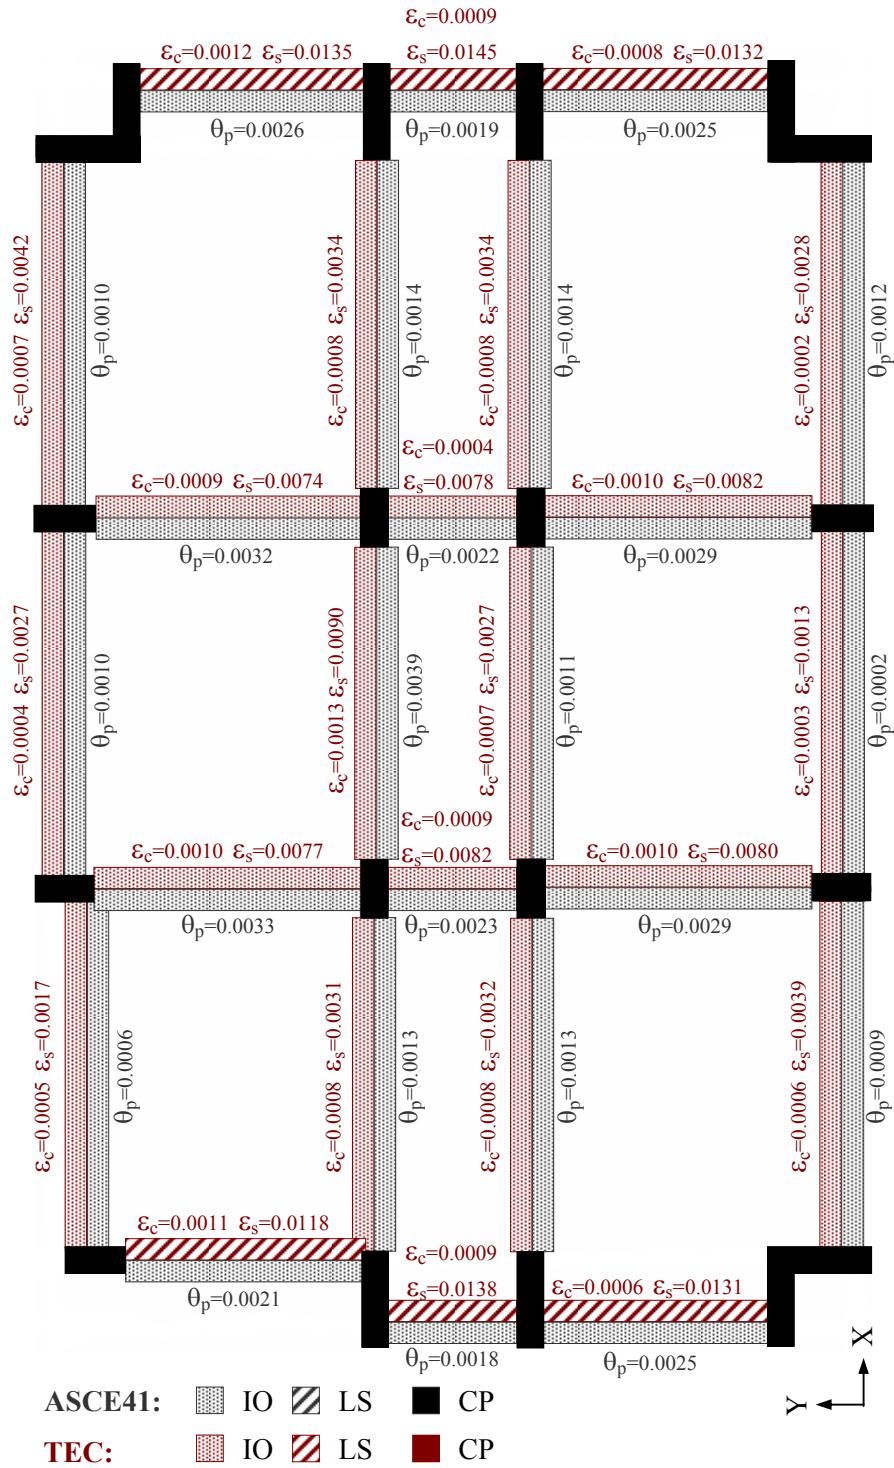 εc=0.0009
εc=0.0012 εs=0.0135
εs=0.0145
εc=0.0008 εs=0.0132
θp=0.0026
θp=0.0019
θp=0.0025
εc=0.0007 εs=0.0042
θp=0.0010
εc=0.0008 εs=0.0034
θp=0.0014
εc=0.0008 εs=0.0034
θp=0.0014
εc=0.0002 εs=0.0028
θp=0.0012
εc=0.0004
εc=0.0009 εs=0.0074
εs=0.0078
εc=0.0010 εs=0.0082
θp=0.0032
θp=0.0022
θp=0.0029
εc=0.0004 εs=0.0027
θp=0.0010
εc=0.0013 εs=0.0090
θp=0.0039
εc=0.0007 εs=0.0027
θp=0.0011
εc=0.0003 εs=0.0013
θp=0.0002
εc=0.0009
εc=0.0010 εs=0.0077
εs=0.0082
εc=0.0010 εs=0.0080
θp=0.0033
θp=0.0023
θp=0.0029
εc=0.0005 εs=0.0017
θp=0.0006
εc=0.0008 εs=0.0031
θp=0.0013
εc=0.0008 εs=0.0032
θp=0.0013
εc=0.0006 εs=0.0039
θp=0.0009
εc=0.0011 εs=0.0118
εc=0.0009
εs=0.0138
εc=0.0006 εs=0.0131
θp=0.0021
θp=0.0018
θp=0.0025
X
Y
ASCE41: IO LS CP
TEC: IO LS CP